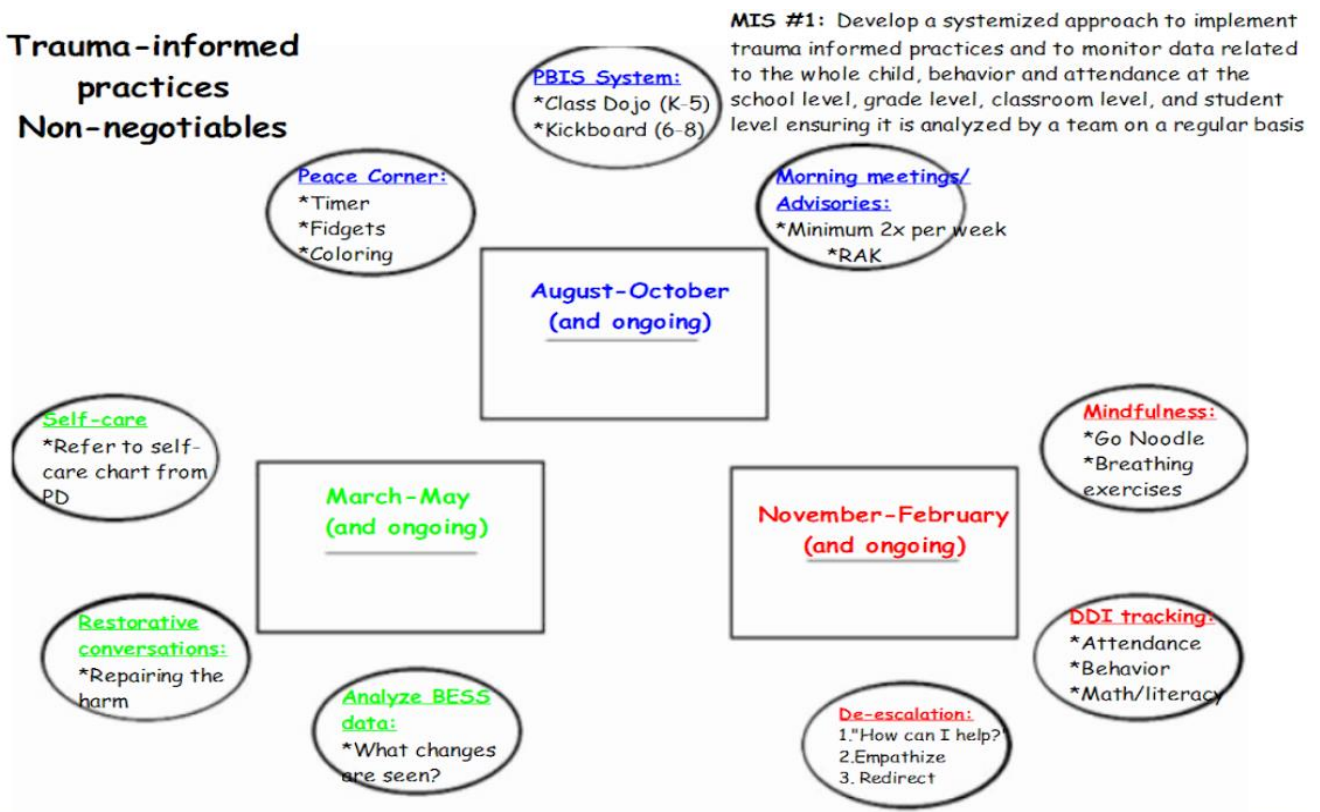 Trauma-informed
practices
Non-negotiables
MIS #1: Develop a systemized approach to implement
trauma informed practices and to monitor data related
to the whole child, behavior and attendance at the
school level, grade level, classroom level, and student
level ensuring it is analyzed by a team on a regular basis
PBIS System:
*Class Dojo (K-5)
*Kickboard (6-8)
Peace Corner:
*Timer
*Fidgets
*Coloring
Morning meetings/
Advisories:
*Minimum 2x per week
*RAK
August-October
(and ongoing)
Self-care
*Refer to self-
care chart from
PD
March-May
(and ongoing)
November-February
(and ongoing)
Mindfulness:
*Go Noodle
*Breathing
exercises
Restorative
conversations:
*Repairing the
harm
Analyze BESS
data:
*What changes
are seen?
De-escalation:
1."How can I help?"
2.Empathize
3. Redirect
DDI tracking:
*Attendance
*Behavior
*Math/literacy